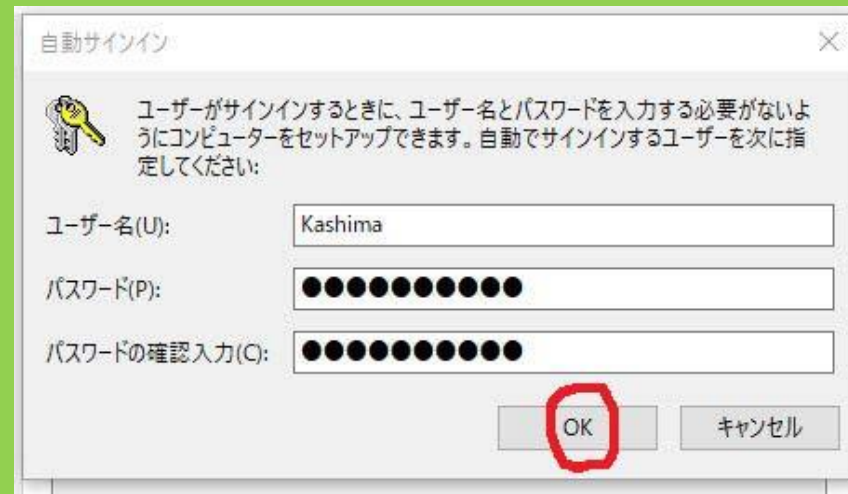 自動サインイン
ユーザーがサインインするときに、ユーザー名とパスワードを入力する必要がないよ
うにコンピューターをセットアップできます。自動でサインインするユーザーを次に指
定してください:
ユーザー名(U): Kashima
パスワード(P): ●●●●●●●●●●
パスワードの確認入力(C): ●●●●●●●●●●
OK キャンセル